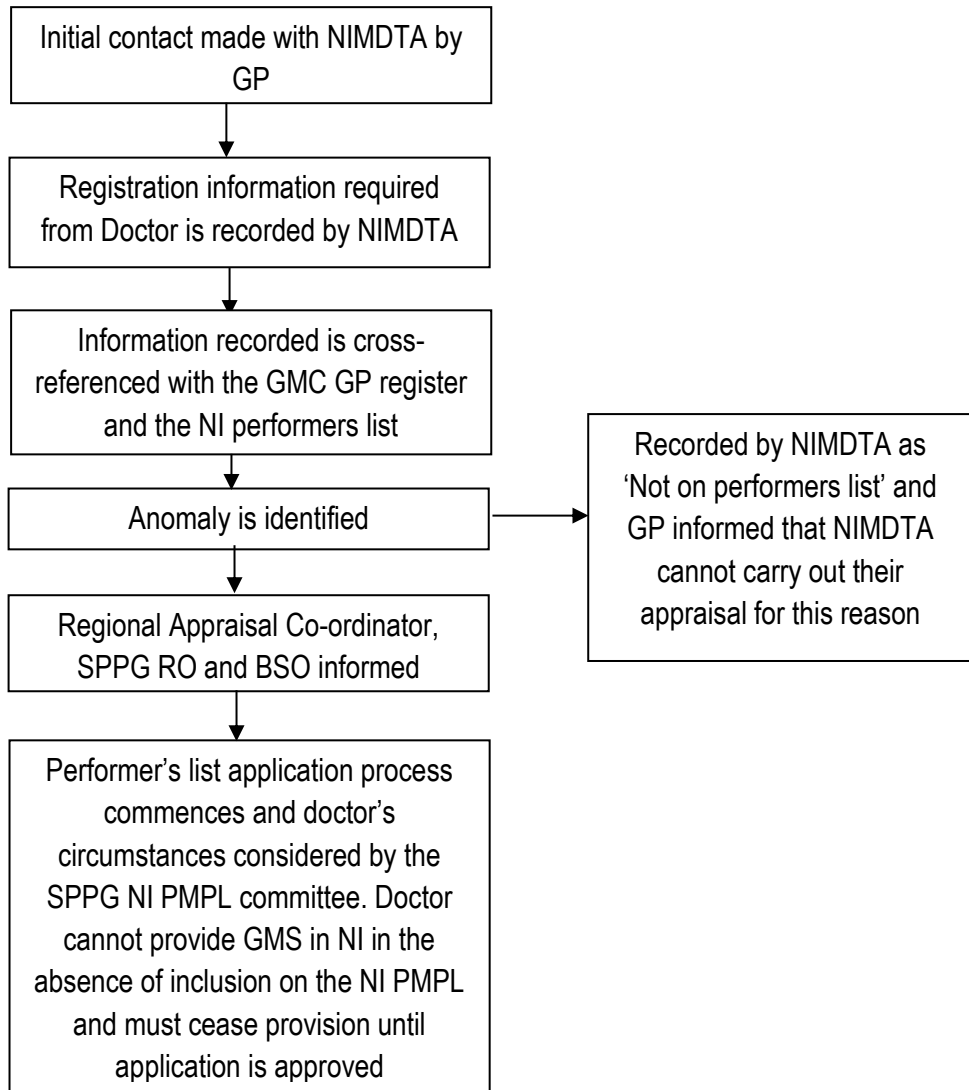 Initial contact made with NIMDTA by
GP
Registration information required
from Doctor is recorded by NIMDTA
Information recorded is cross-
referenced with the GMC GP register
and the NI performers list
Anomaly is identified
Recorded by NIMDTA as
‘Not on performers list’ and
GP informed that NIMDTA
cannot carry out their
appraisal for this reason
Regional Appraisal Co-ordinator,
SPPG RO and BSO informed
Performer’s list application process
commences and doctor’s
circumstances considered by the
SPPG NI PMPL committee. Doctor
cannot provide GMS in NI in the
absence of inclusion on the NI PMPL
and must cease provision until
application is approved